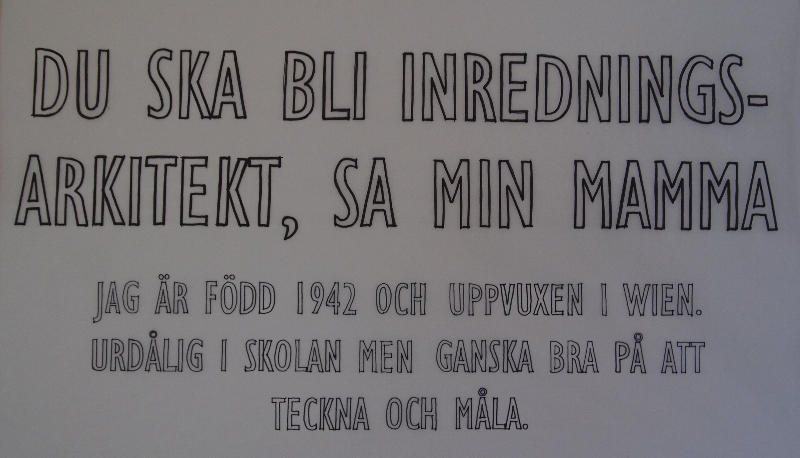 DU SKA BLI INREDNINGS-
ARKITEKT, SA MIN MAMMA
JAG ÄR FÖDD 1942 OCH UPPVUXEN I WIEN.
URDÅLIG I SKOLAN MEN GANSKA BRA PÅ ATT
TECKNA OCH MÅLA.